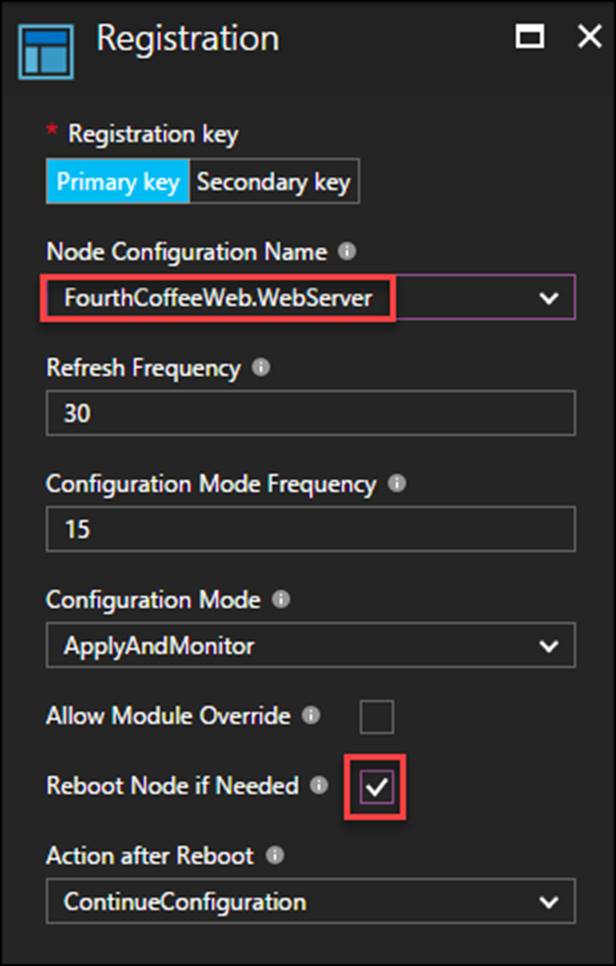 Registration
* Registration key
Primary key Secondary key
Node Configuration Name
FourthCoffeeWeb.WebServer
Refresh Frequency
30
Configuration Mode Frequency
15
Configuration Mode
ApplyAndMonitor
Allow Module Override
Reboot Node if Needed
Action after Reboot
ContinueConfiguration